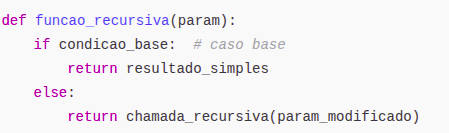 def funcao_recursiva(param):
    if condicao_base:  # caso base
        return resultado_simples
    else:
        return chamada_recursiva(param_modificado)